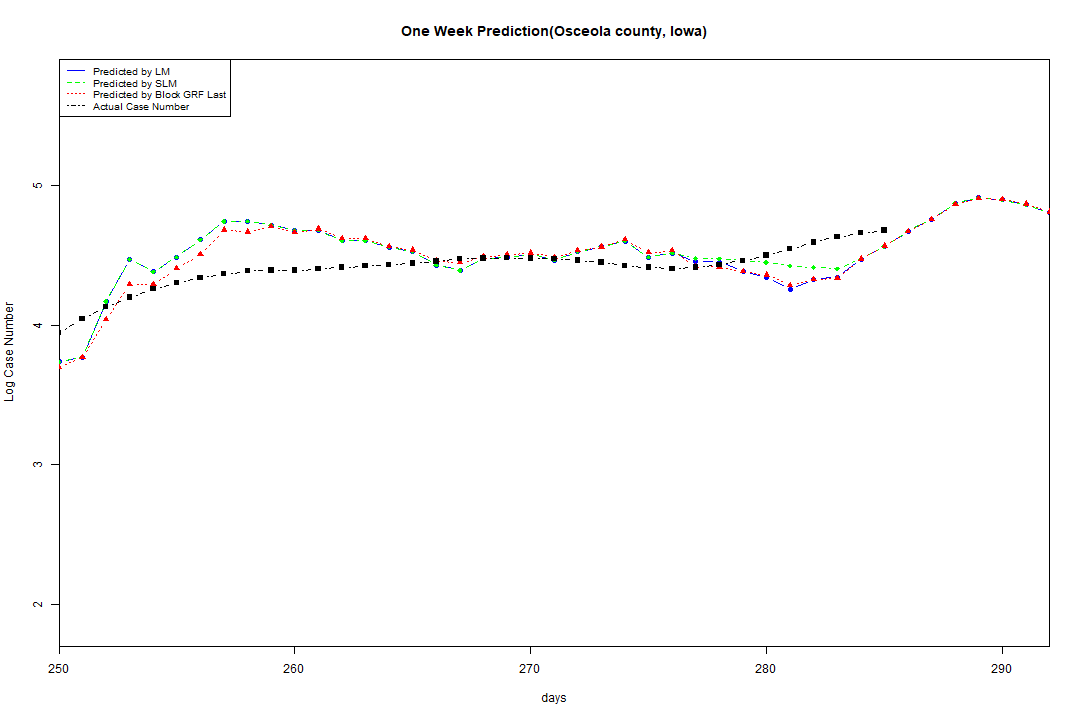 One Week Prediction(Osceola county, Iowa)
Predicted by LM
Predicted by SLM
Predicted by Block GRF Last
Actual Case Number
5
4
3
2
Log Case Number
250
260
270
280
290
days